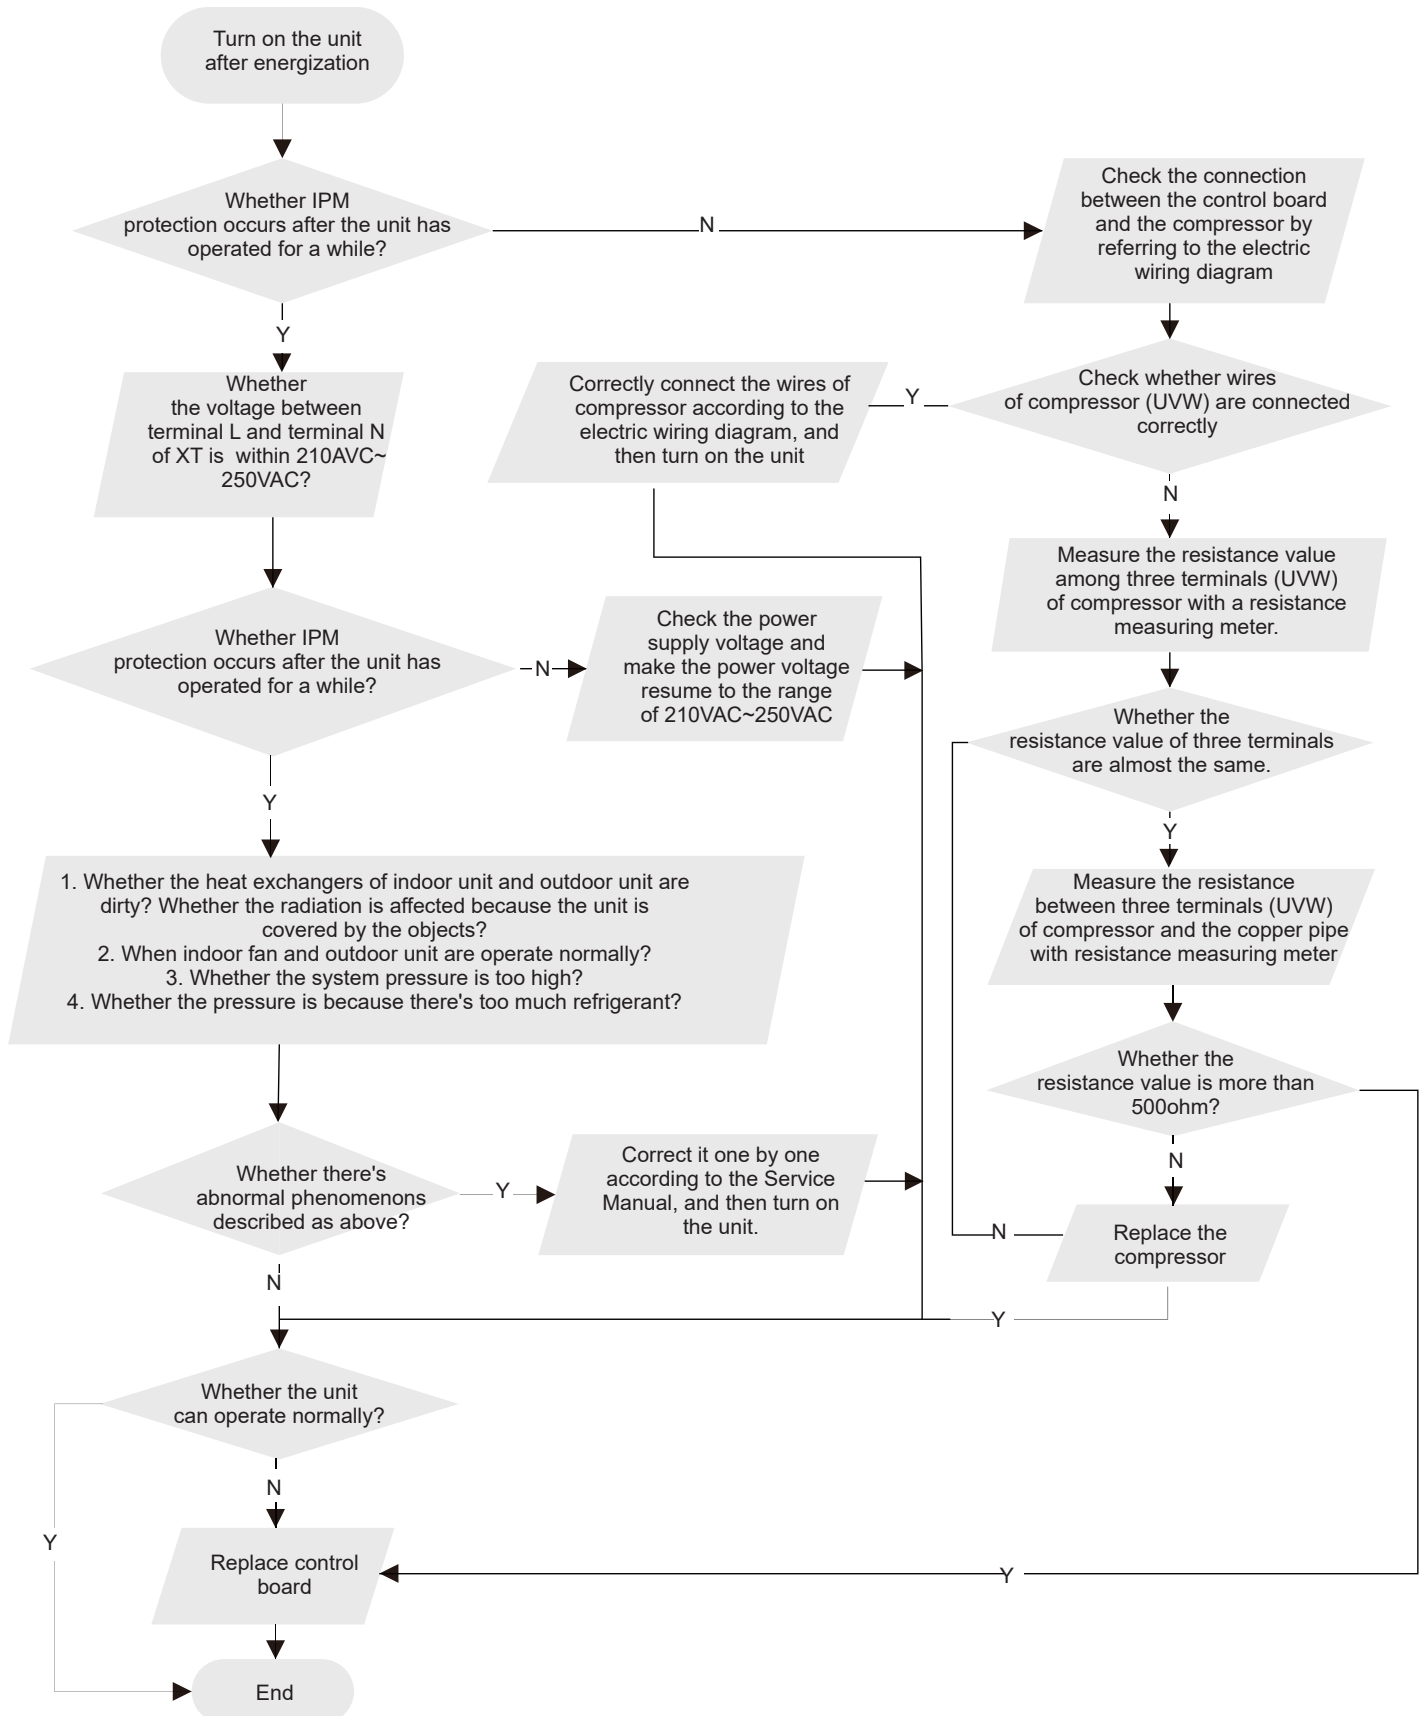 Turn on the unit
after energization
Whether IPM
protection occurs after the unit has
operated for a while?
N
Check the connection
between the control board
and the compressor by
referring to the electric
wiring diagram
Y
Whether
the voltage between
terminal L and terminal N
of XT is within 210AVC~
250VAC?
Correctly connect the wires of
compressor according to the
electric wiring diagram, and
then turn on the unit
Y
Check whether wires
of compressor (UVW) are connected
correctly
N
Measure the resistance value
among three terminals (UVW)
of compressor with a resistance
measuring meter.
Whether IPM
protection occurs after the unit has
operated for a while?
N
Check the power
supply voltage and
make the power voltage
resume to the range
of 210VAC~250VAC
Whether the
resistance value of three terminals
are almost the same.
Y
Y
1. Whether the heat exchangers of indoor unit and outdoor unit are
dirty? Whether the radiation is affected because the unit is
covered by the objects?
2. When indoor fan and outdoor unit are operate normally?
3. Whether the system pressure is too high?
4. Whether the pressure is because there's too much refrigerant?
Measure the resistance
between three terminals (UVW)
of compressor and the copper pipe
with resistance measuring meter
Whether the
resistance value is more than
500ohm?
Whether there's
abnormal phenomenons
described as above?
Y
Correct it one by one
according to the Service
Manual, and then turn on
the unit.
N
N
Replace the
compressor
N
Y
Whether the unit
can operate normally?
N
Y
Replace control
board
Y
End